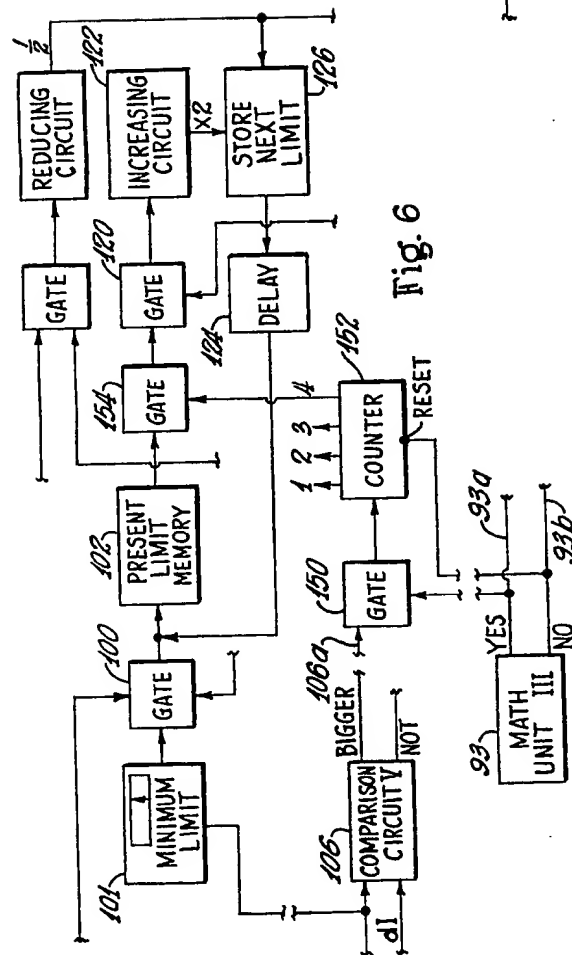 101
MINIMUM
LIMIT
100
GATE
102
PRESENT
LIMIT
MEMORY
154
GATE
120
GATE
GATE
REDUCING
CIRCUIT
1/2
INCREASING
CIRCUIT
122
X2
STORE
NEXT
LIMIT
126
DELAY
124
106
dI
COMPARISON
CIRCUIT V
BIGGER
NOT
106a
150
GATE
1
2
3
4
COUNTER
152
RESET
93
MATH
UNIT III
YES
NO
93a
93b
Fig. 6